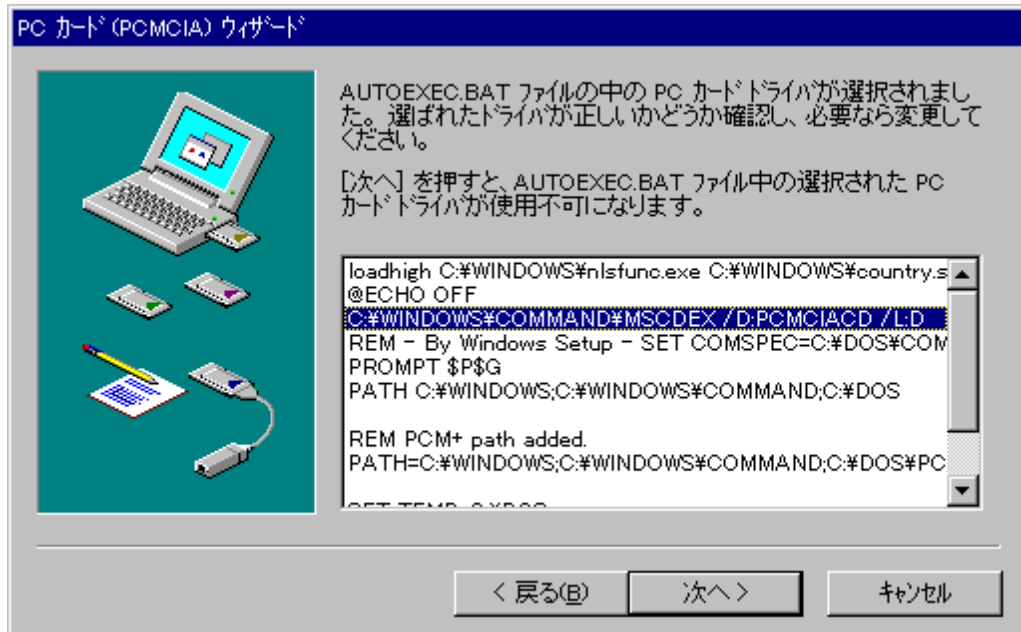 PC カード(PCMCIA) ウィザード
AUTOEXEC.BAT ファイルの中の PC カード ドライバが選択されまし
た。選ばれたドライバが正しいかどうか確認し、必要なら変更して
ください。
[次へ] を押すと、AUTOEXEC.BAT ファイル中の選択された PC
カード ドライバが使用不可になります。
loadhigh C:¥WINDOWS¥nlsfunc.exe C:¥WINDOWS¥country.s
@ECHO OFF
C:¥WINDOWS¥COMMAND¥MSCDEX /D:PCMCIACD /L:D
REM - By Windows Setup - SET COMSPEC=C:¥DOS¥COM
PROMPT $P$G
PATH C:¥WINDOWS;C:¥WINDOWS¥COMMAND;C:¥DOS
REM PCM+ path added.
PATH=C:¥WINDOWS;C:¥WINDOWS¥COMMAND;C:¥DOS¥PC
< 戻る(B)
次へ >
キャンセル